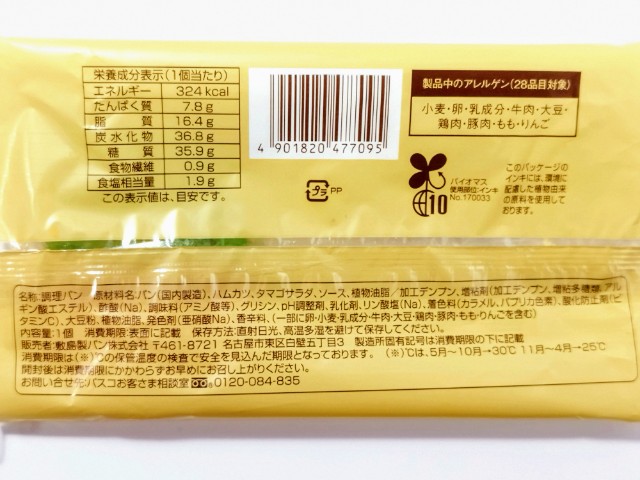 栄養成分表示(1個当たり)
エネルギー 324kcal
たんぱく質 7.8g
脂質 16.4g
炭水化物 36.8g
糖質 35.9g
食物繊維 0.9g
食塩相当量 1.9g
この表示値は、目安です。
4 901820 477095
プラ PP
製品中のアレルゲン(28品目対象)
小麦・卵・乳成分・牛肉・大豆・
鶏肉・豚肉・もも・りんご
バイオマス
使用部位:インキ
No.170033
10
このパッケージの
インキには、環境に
配慮した植物由来
の原料を使用して
おります。
名称:調理パン 原材料名:パン(国内製造)、ハムカツ、タマゴサラダ、ソース、植物油脂/加工デンプン、増粘剤(加工デンプン、増粘多糖類、アル
ギン酸エステル)、酢酸(Na)、調味料(アミノ酸等)、グリシン、pH調整剤、乳化剤、リン酸塩(Na)、着色料(カラメル、パプリカ色素)、酸化防止剤(ビ
タミンC)、大豆粉、植物油脂、発色剤(亜硝酸Na)、香辛料、(一部に卵・小麦・乳成分・牛肉・大豆・鶏肉・豚肉・もも・りんごを含む)
内容量:1個 消費期限:表面に記載 保存方法:直射日光、高温多湿を避けて保存してください。
販売者:敷島製パン株式会社 〒461-8721 名古屋市東区白壁五丁目3 製造所固有記号は消費期限の下に記載
消費期限は(※)℃の保管温度の検査で安全を見込んだ期限となっております。 (※)℃は、5月〜10月→30℃ 11月〜4月→25℃
開封後は消費期限にかかわらずお早めにお召し上がりください。
お問い合せ先:パスコお客さま相談室 0120-084-835